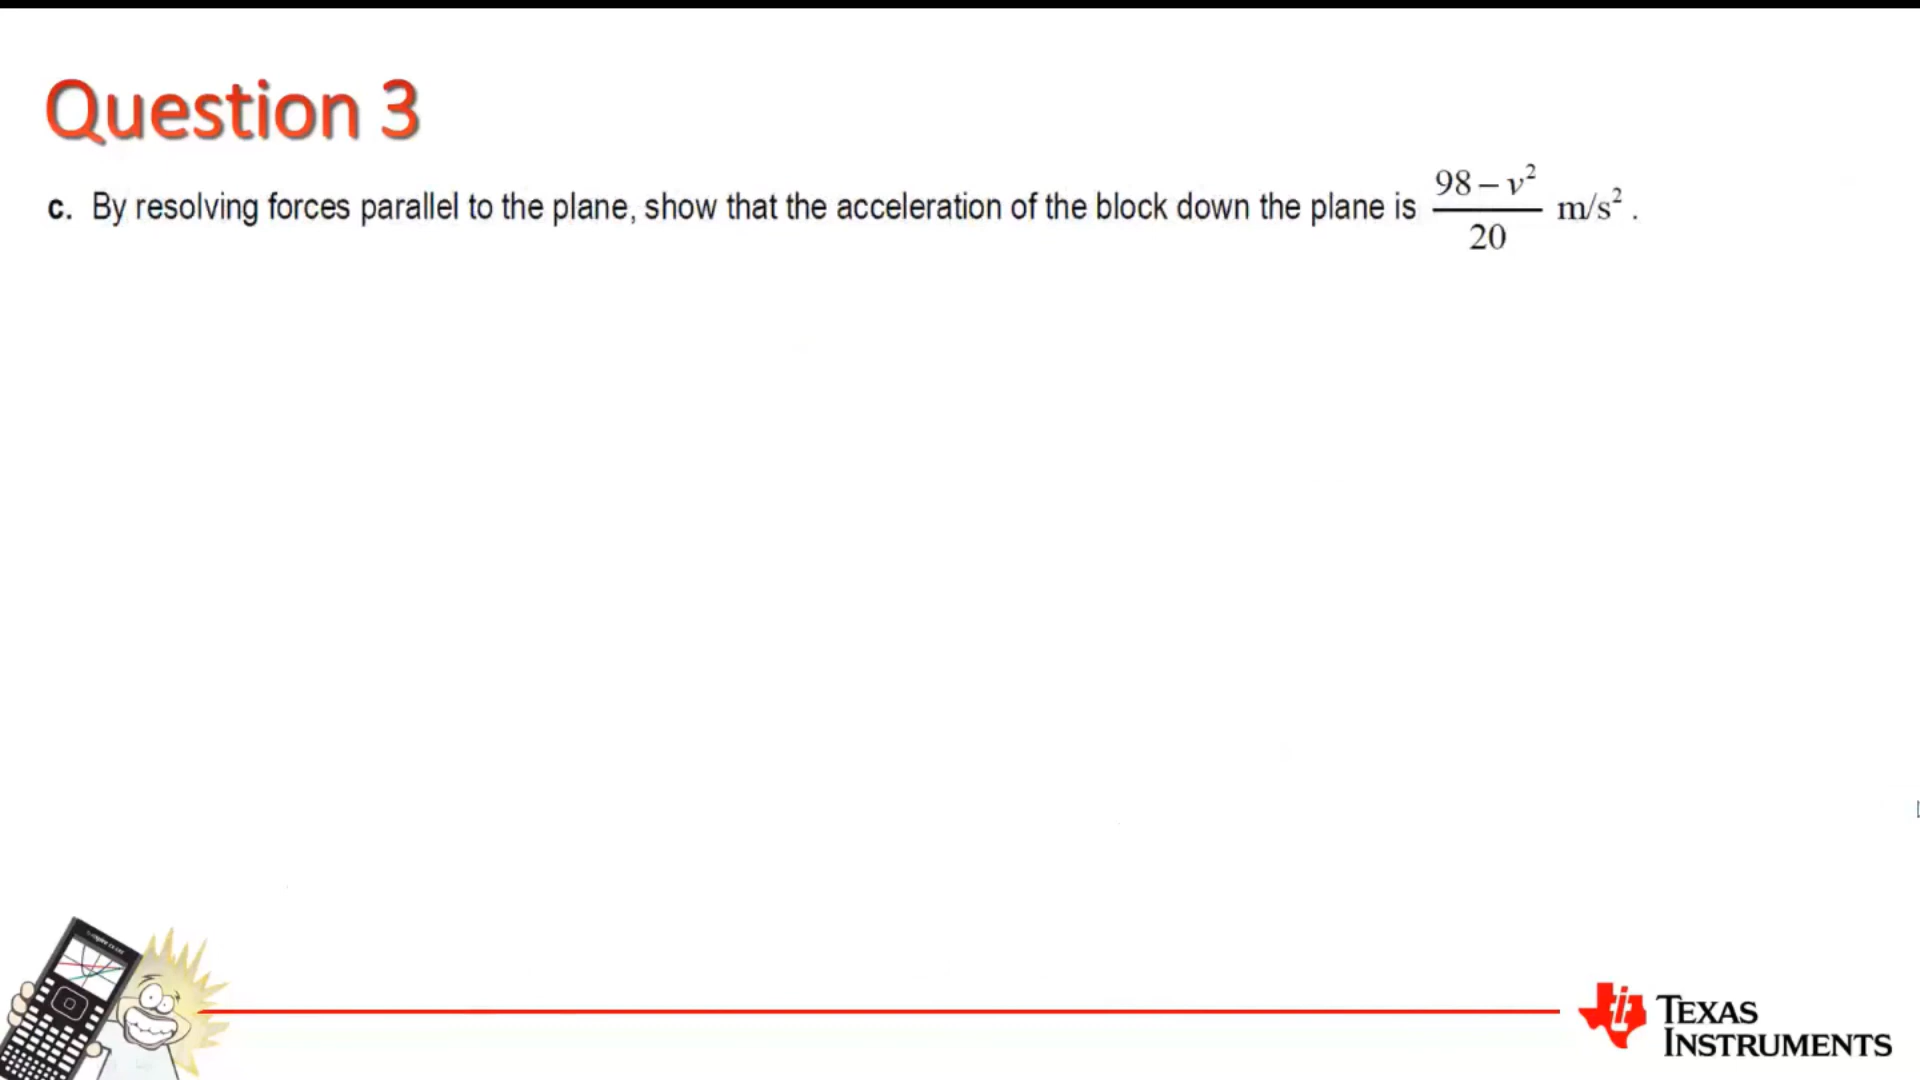 Question 3
c. By resolving forces parallel to the plane, show that the acceleration of the block down the plane is (98 – v²)/20 m/s² .
TEXAS
INSTRUMENTS